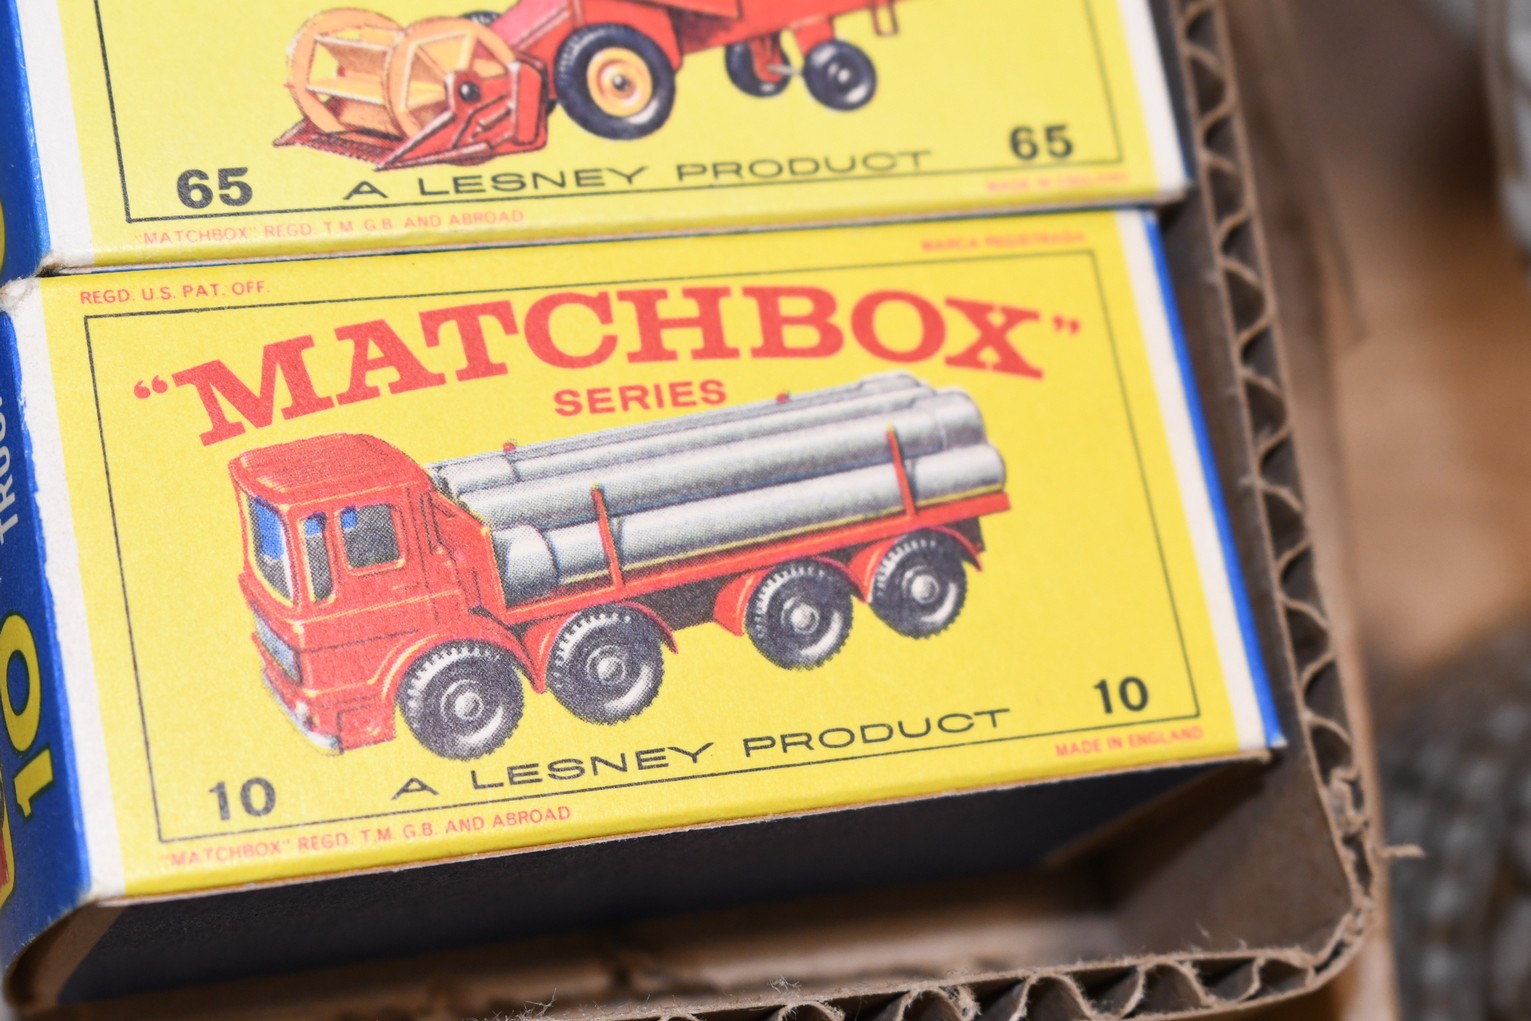 65
A LESNEY PRODUCT
65
"MATCHBOX" REGD. T.M. G.B. AND ABROAD
MADE IN ENGLAND
REGD. U.S. PAT. OFF.
MARCA REGISTRADA
“MATCHBOX”
SERIES
10
A LESNEY PRODUCT
10
"MATCHBOX" REGD. T.M. G.B. AND ABROAD
MADE IN ENGLAND
10